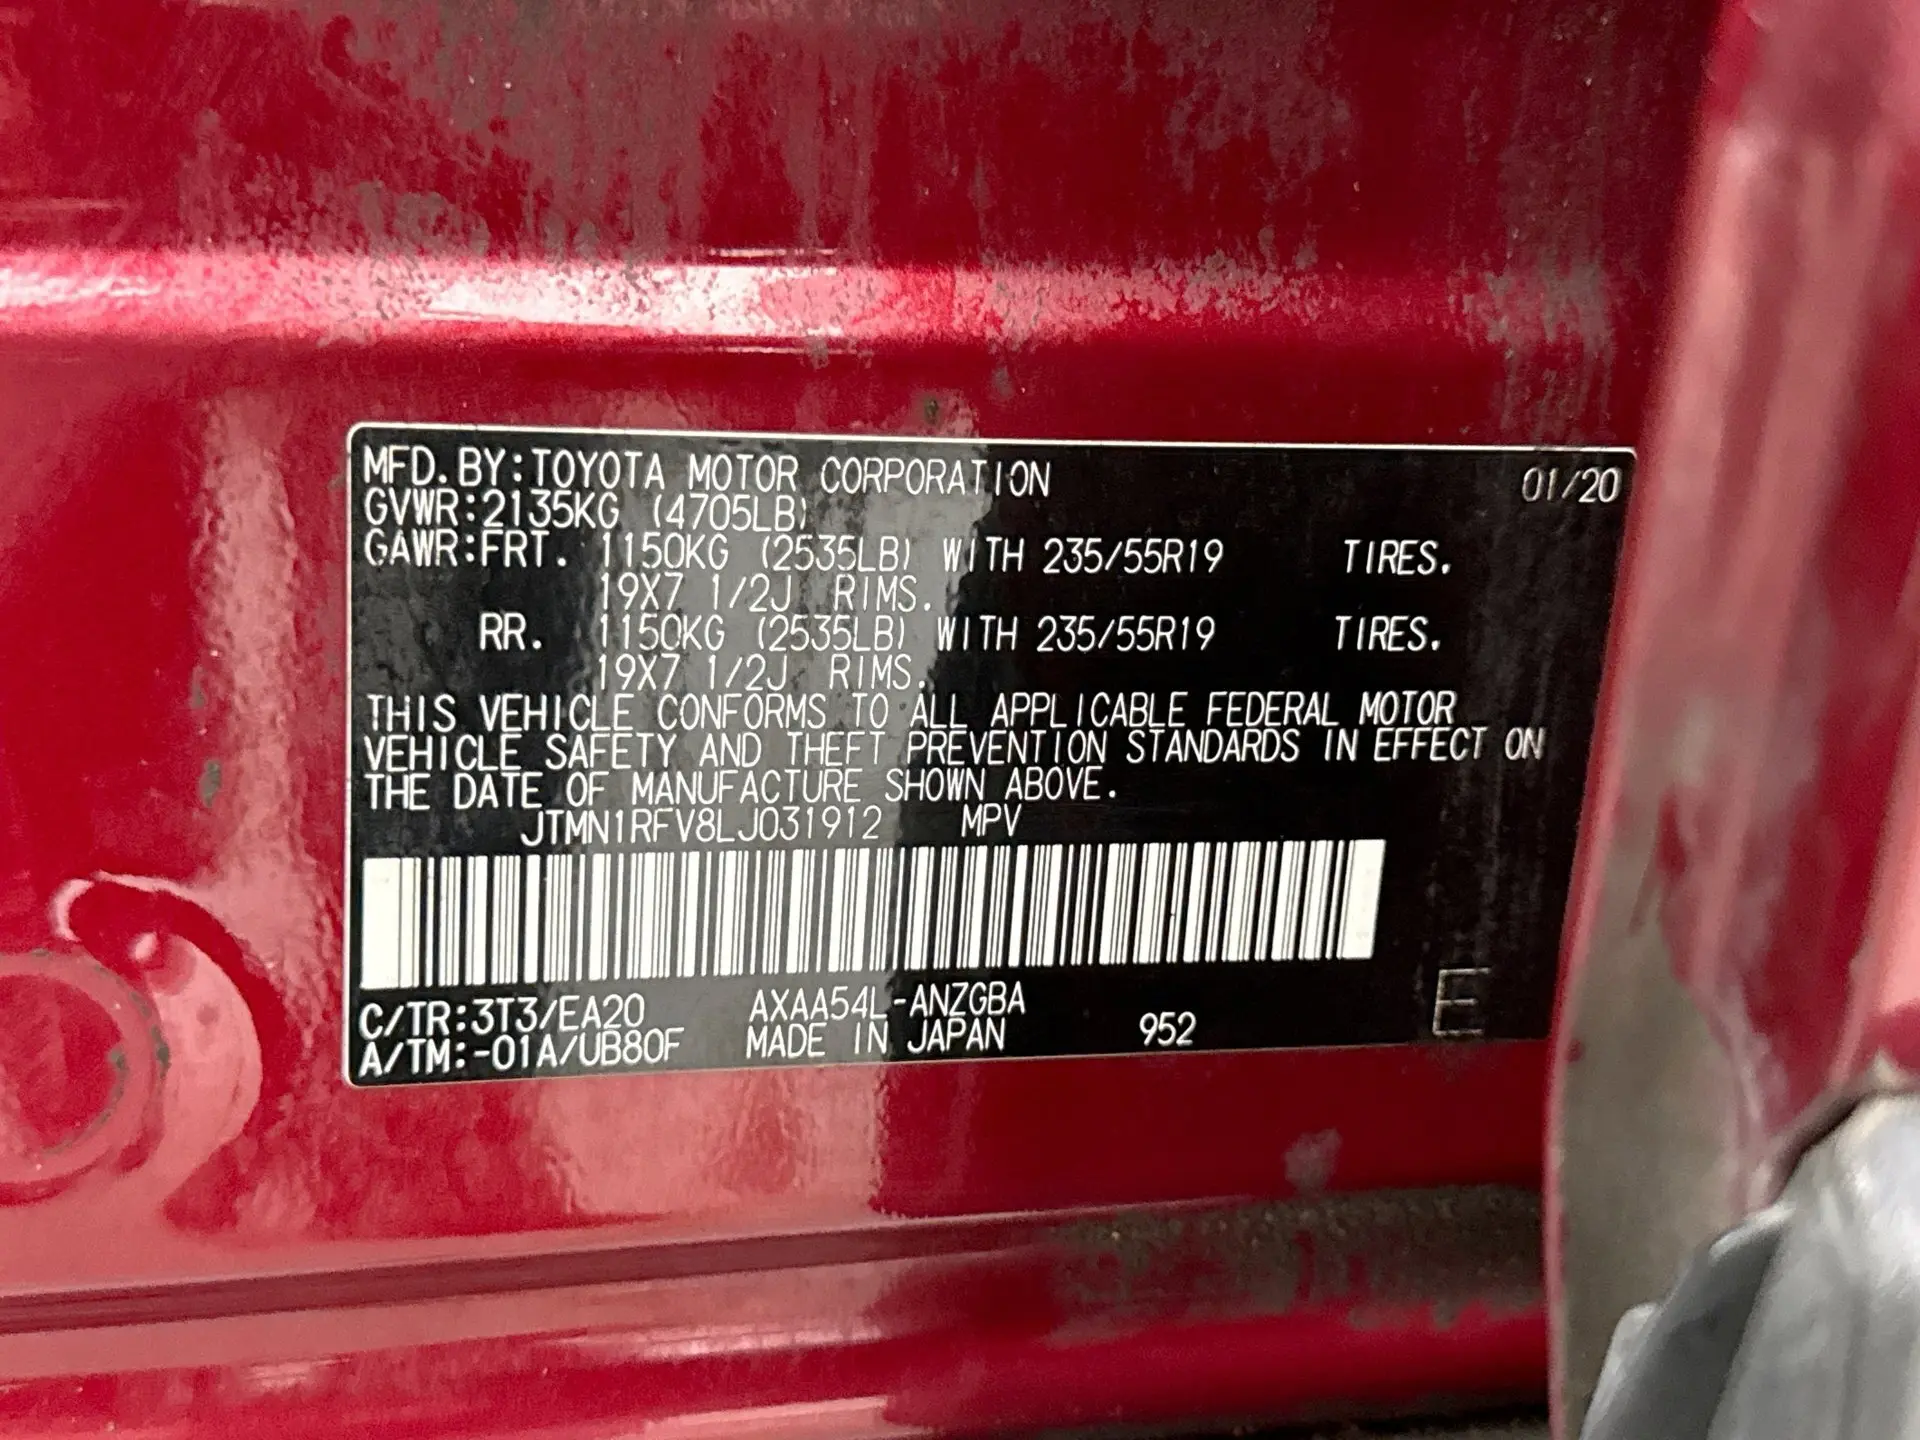 MFD.BY:TOYOTA MOTOR CORPORATION 01/20
GVWR:2135KG (4705LB)
GAWR:FRT. 1150KG (2535LB) WITH 235/55R19 TIRES.
19X7 1/2J RIMS.
RR. 1150KG (2535LB) WITH 235/55R19 TIRES.
19X7 1/2J RIMS.
THIS VEHICLE CONFORMS TO ALL APPLICABLE FEDERAL MOTOR
VEHICLE SAFETY AND THEFT PREVENTION STANDARDS IN EFFECT ON
THE DATE OF MANUFACTURE SHOWN ABOVE.
JTMN1RFV8LJ031912 MPV
C/TR:3T3/EA20 AXAA54L-ANZGBA
A/TM:-01A/UB80F MADE IN JAPAN 952 E